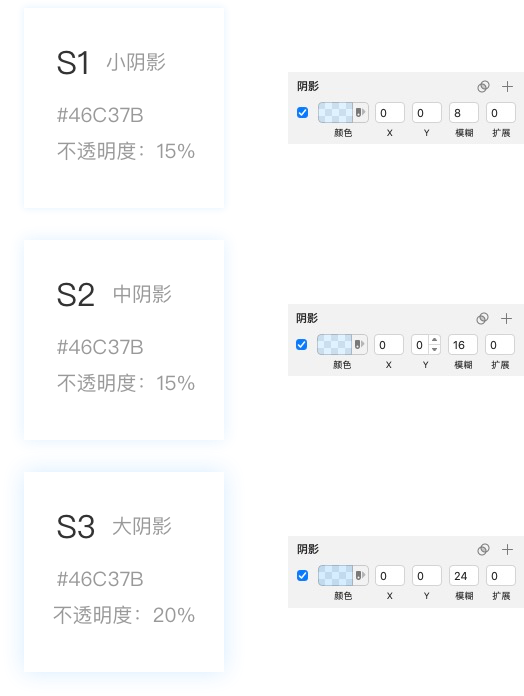 S1 小阴影
#46C37B
不透明度：15%
阴影
0 0 8 0
颜色 X Y 模糊 扩展
S2 中阴影
#46C37B
不透明度：15%
阴影
0 0 16 0
颜色 X Y 模糊 扩展
S3 大阴影
#46C37B
不透明度：20%
阴影
0 0 24 0
颜色 X Y 模糊 扩展